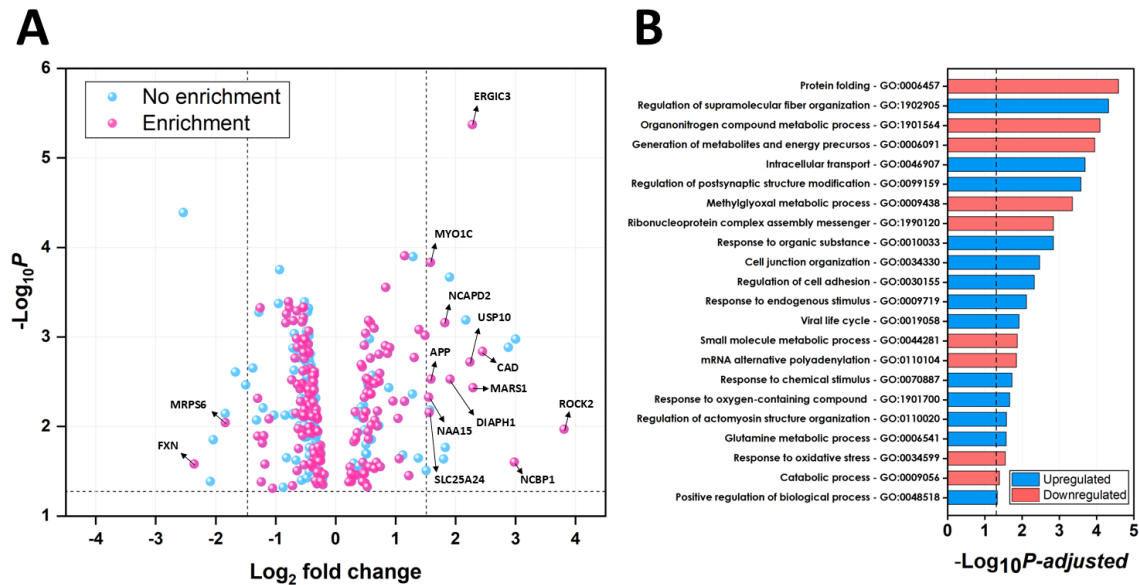 A
B
6
5
4
3
2
1
-Log10P
No enrichment
Enrichment
ERGIC3
MYO1C
NCAPD2
USP10
APP
CAD
MARS1
MRPS6
ROCK2
DIAPH1
NAA15
FXN
SLC25A24
NCBP1
-4 -3 -2 -1 0 1 2 3 4
Log2 fold change
Protein folding - GO:0006457
Regulation of supramolecular fiber organization - GO:1902905
Organonitrogen compound metabolic process - GO:1901564
Generation of metabolites and energy precursos - GO:0006091
Intracellular transport - GO:0046907
Regulation of postsynaptic structure modification - GO:0099159
Methylglyoxal metabolic process - GO:0009438
Ribonucleoprotein complex assembly messenger - GO:1990120
Response to organic substance - GO:0010033
Cell junction organization - GO:0034330
Regulation of cell adhesion - GO:0030155
Response to endogenous stimulus - GO:0009719
Viral life cycle - GO:0019058
Small molecule metabolic process - GO:0044281
mRNA alternative polyadenylation - GO:0110104
Response to chemical stimulus - GO:0070887
Response to oxygen-containing compound - GO:1901700
Regulation of actomyosin structure organization - GO:0110020
Glutamine metabolic process - GO:0006541
Response to oxidative stress - GO:0034599
Catabolic process - GO:0009056
Positive regulation of biological process - GO:0048518
Upregulated
Downregulated
0 1 2 3 4 5
-Log10P-adjusted